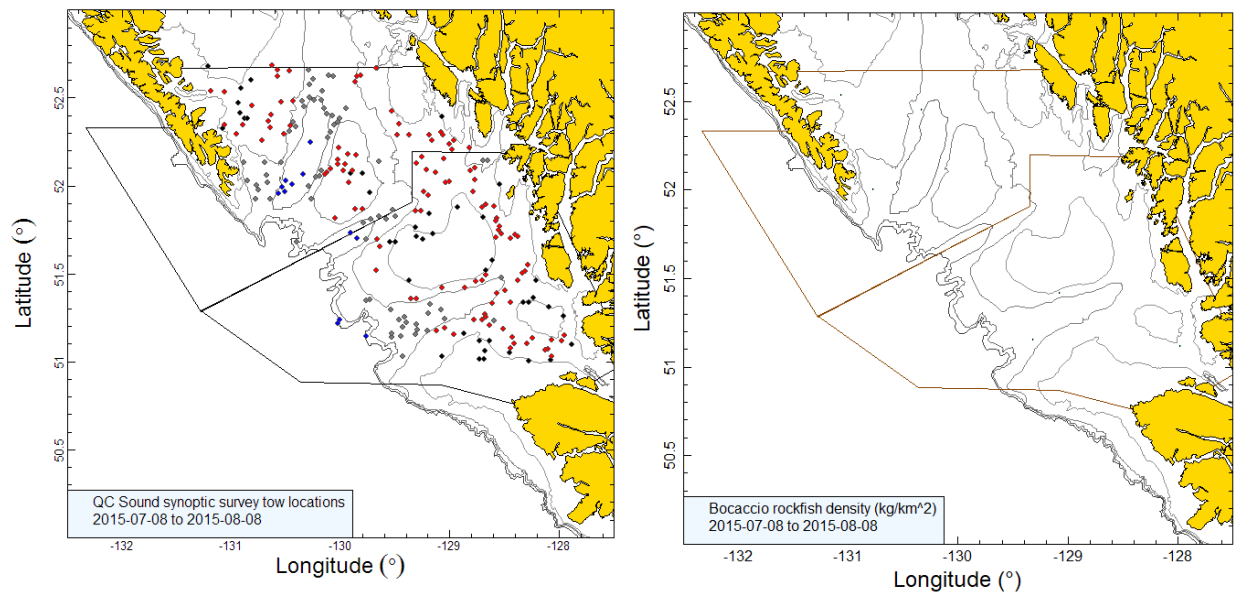 52.5
52
51.5
51
50.5
Latitude (°)
QC Sound synoptic survey tow locations
2015-07-08 to 2015-08-08
-132
-131
-130
-129
-128
Longitude (°)
52.5
52
51.5
51
50.5
Latitude (°)
Bocaccio rockfish density (kg/km^2)
2015-07-08 to 2015-08-08
-132
-131
-130
-129
-128
Longitude (°)